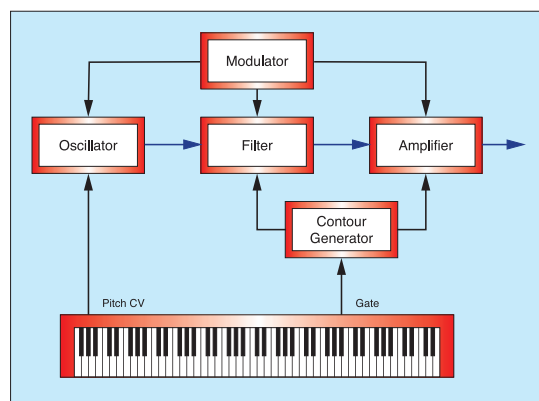 Modulator
Oscillator
Filter
Amplifier
Contour
Generator
Pitch CV
Gate